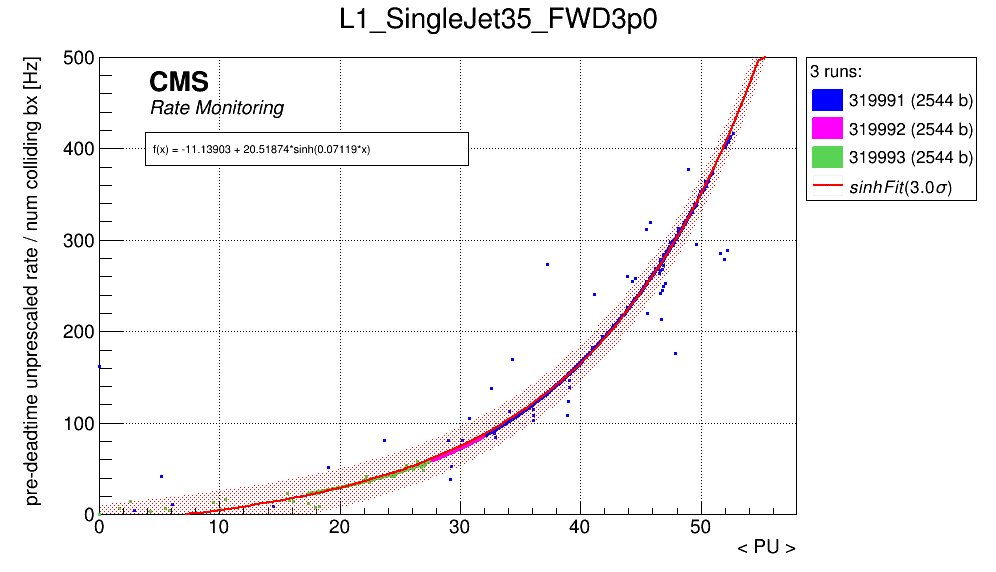 L1_SingleJet35_FWD3p0
pre-deadtime unprescaled rate / num colliding bx [Hz]
500
400
300
200
100
0
CMS
Rate Monitoring
f(x) = -11.13903 + 20.51874*sinh(0.07119*x)
0 10 20 30 40 50
< PU >
3 runs:
319991 (2544 b)
319992 (2544 b)
319993 (2544 b)
sinhFit(3.0σ)